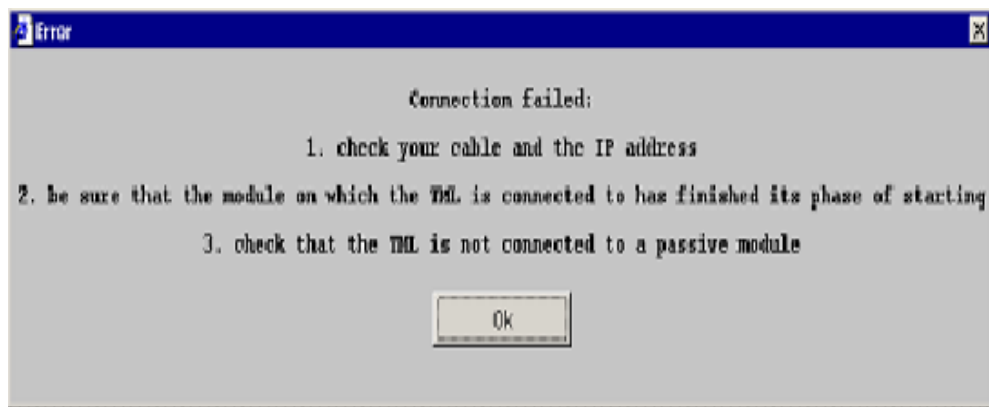 Error
Connection failed:
1. check your cable and the IP address
2. be sure that the module on which the TML is connected to has finished its phase of starting
3. check that the TML is not connected to a passive module
Ok